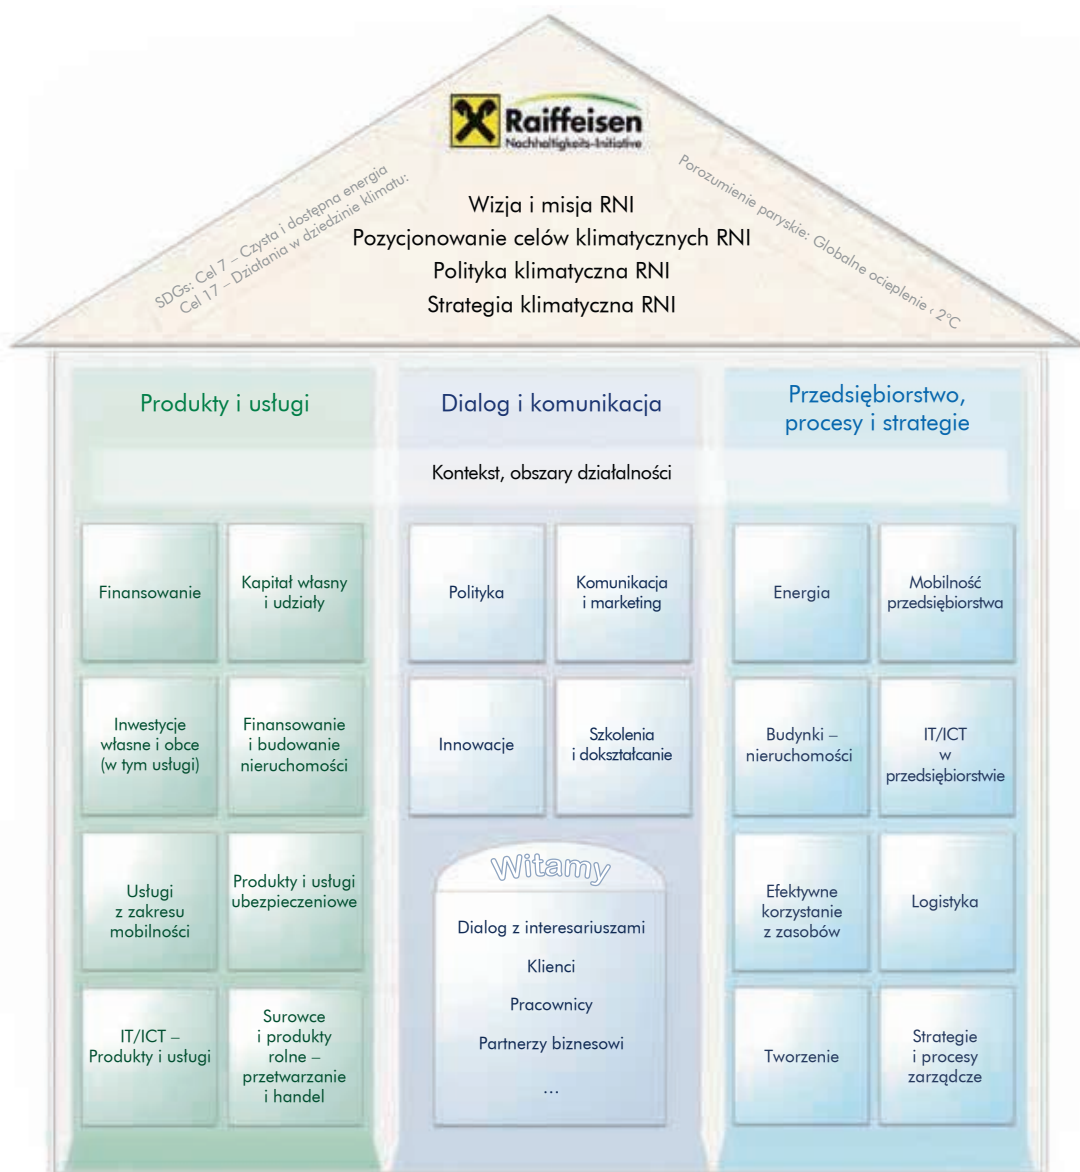 Raiffeisen
Nachhaltigkeits-Initiative
SDGs: Cel 7 – Czysta i dostępna energia
Cel 17 – Działania w dziedzinie klimatu:
Porozumienie paryskie: Globalne ocieplenie ‹ 2°C
Wizja i misja RNI
Pozycjonowanie celów klimatycznych RNI
Polityka klimatyczna RNI
Strategia klimatyczna RNI
Produkty i usługi
Dialog i komunikacja
Przedsiębiorstwo,
procesy i strategie
Kontekst, obszary działalności
Finansowanie
Kapitał własny
i udziały
Inwestycje
własne i obce
(w tym usługi)
Finansowanie
i budowanie
nieruchomości
Usługi
z zakresu
mobilności
Produkty i usługi
ubezpieczeniowe
IT/ICT –
Produkty i usługi
Surowce
i produkty
rolne –
przetwarzanie
i handel
Polityka
Komunikacja
i marketing
Innowacje
Szkolenia
i dokształcanie
Witamy
Dialog z interesariuszami
Klienci
Pracownicy
Partnerzy biznesowi
...
Energia
Mobilność
przedsiębiorstwa
Budynki –
nieruchomości
IT/ICT
w
przedsiębiorstwie
Efektywne
korzystanie
z zasobów
Logistyka
Tworzenie
Strategie
i procesy
zarządcze